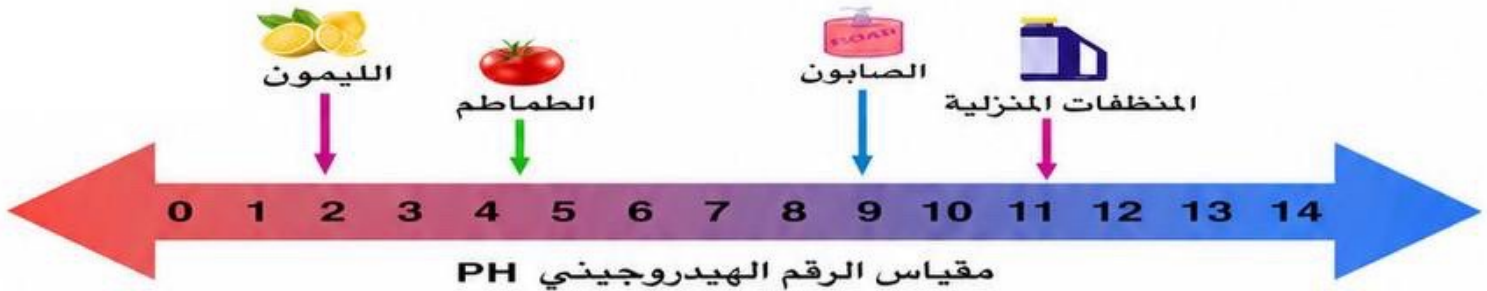 الليمون
الطماطم
SOAP
الصابون
المنظفات المنزلية
0 1 2 3 4 5 6 7 8 9 10 11 12 13 14
مقياس الرقم الهيدروجيني PH